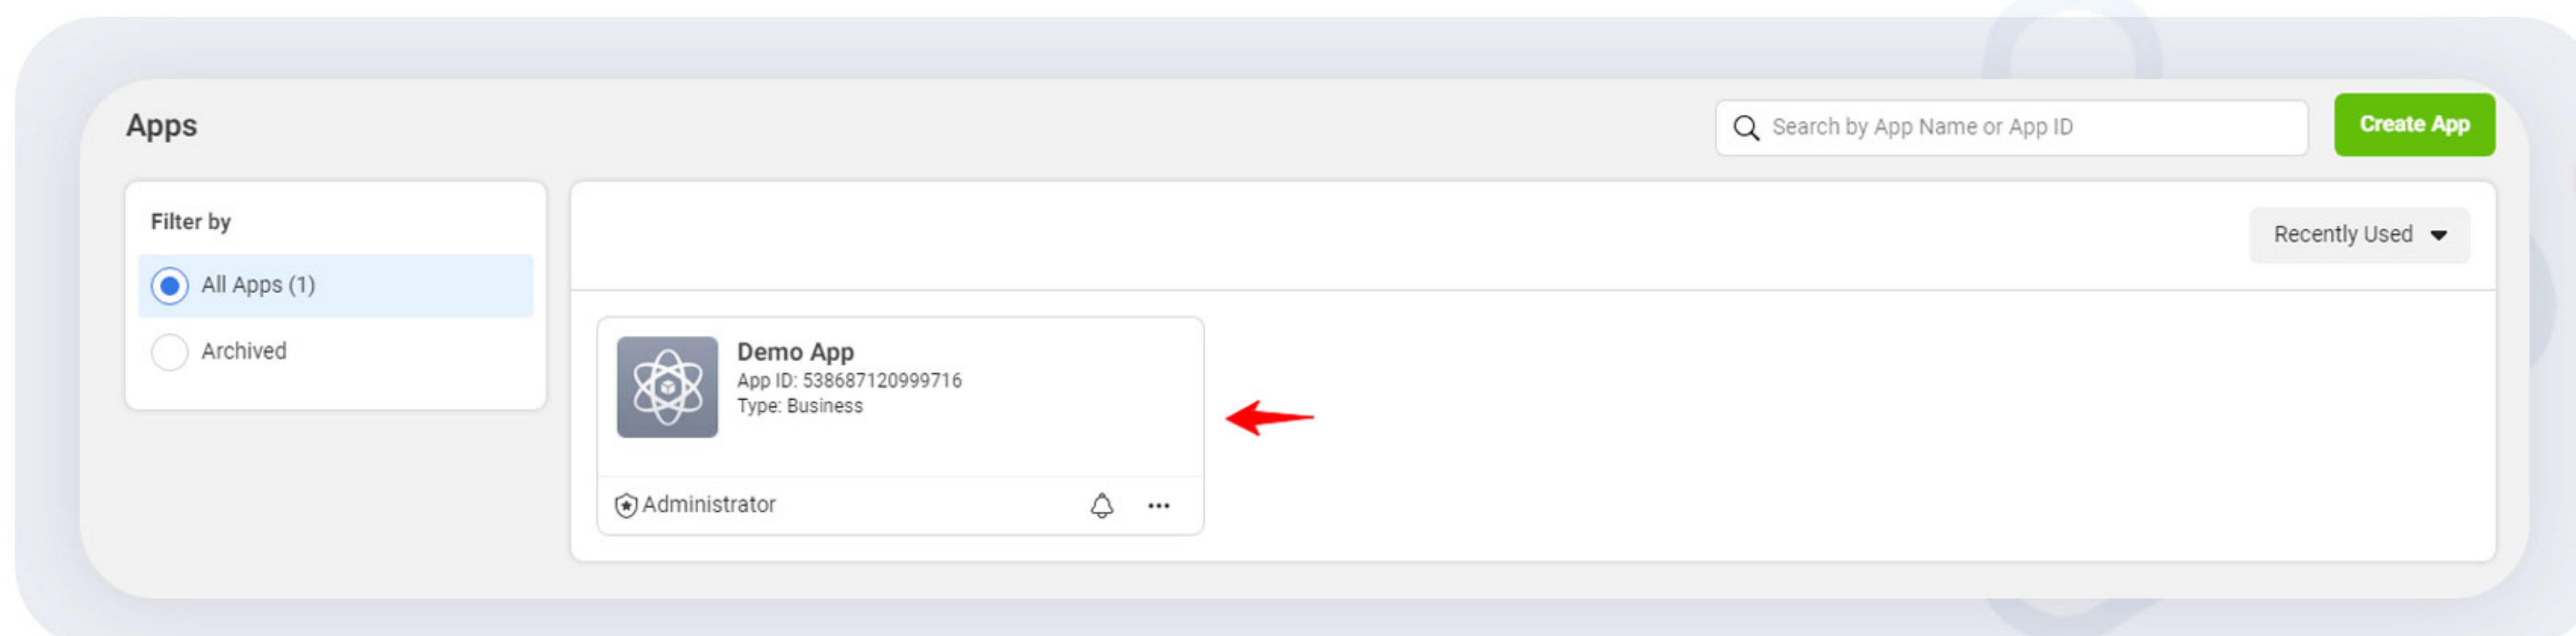 Apps
Search by App Name or App ID
Create App
Filter by
All Apps (1)
Archived
Recently Used
Demo App
App ID: 538687120999716
Type: Business
Administrator